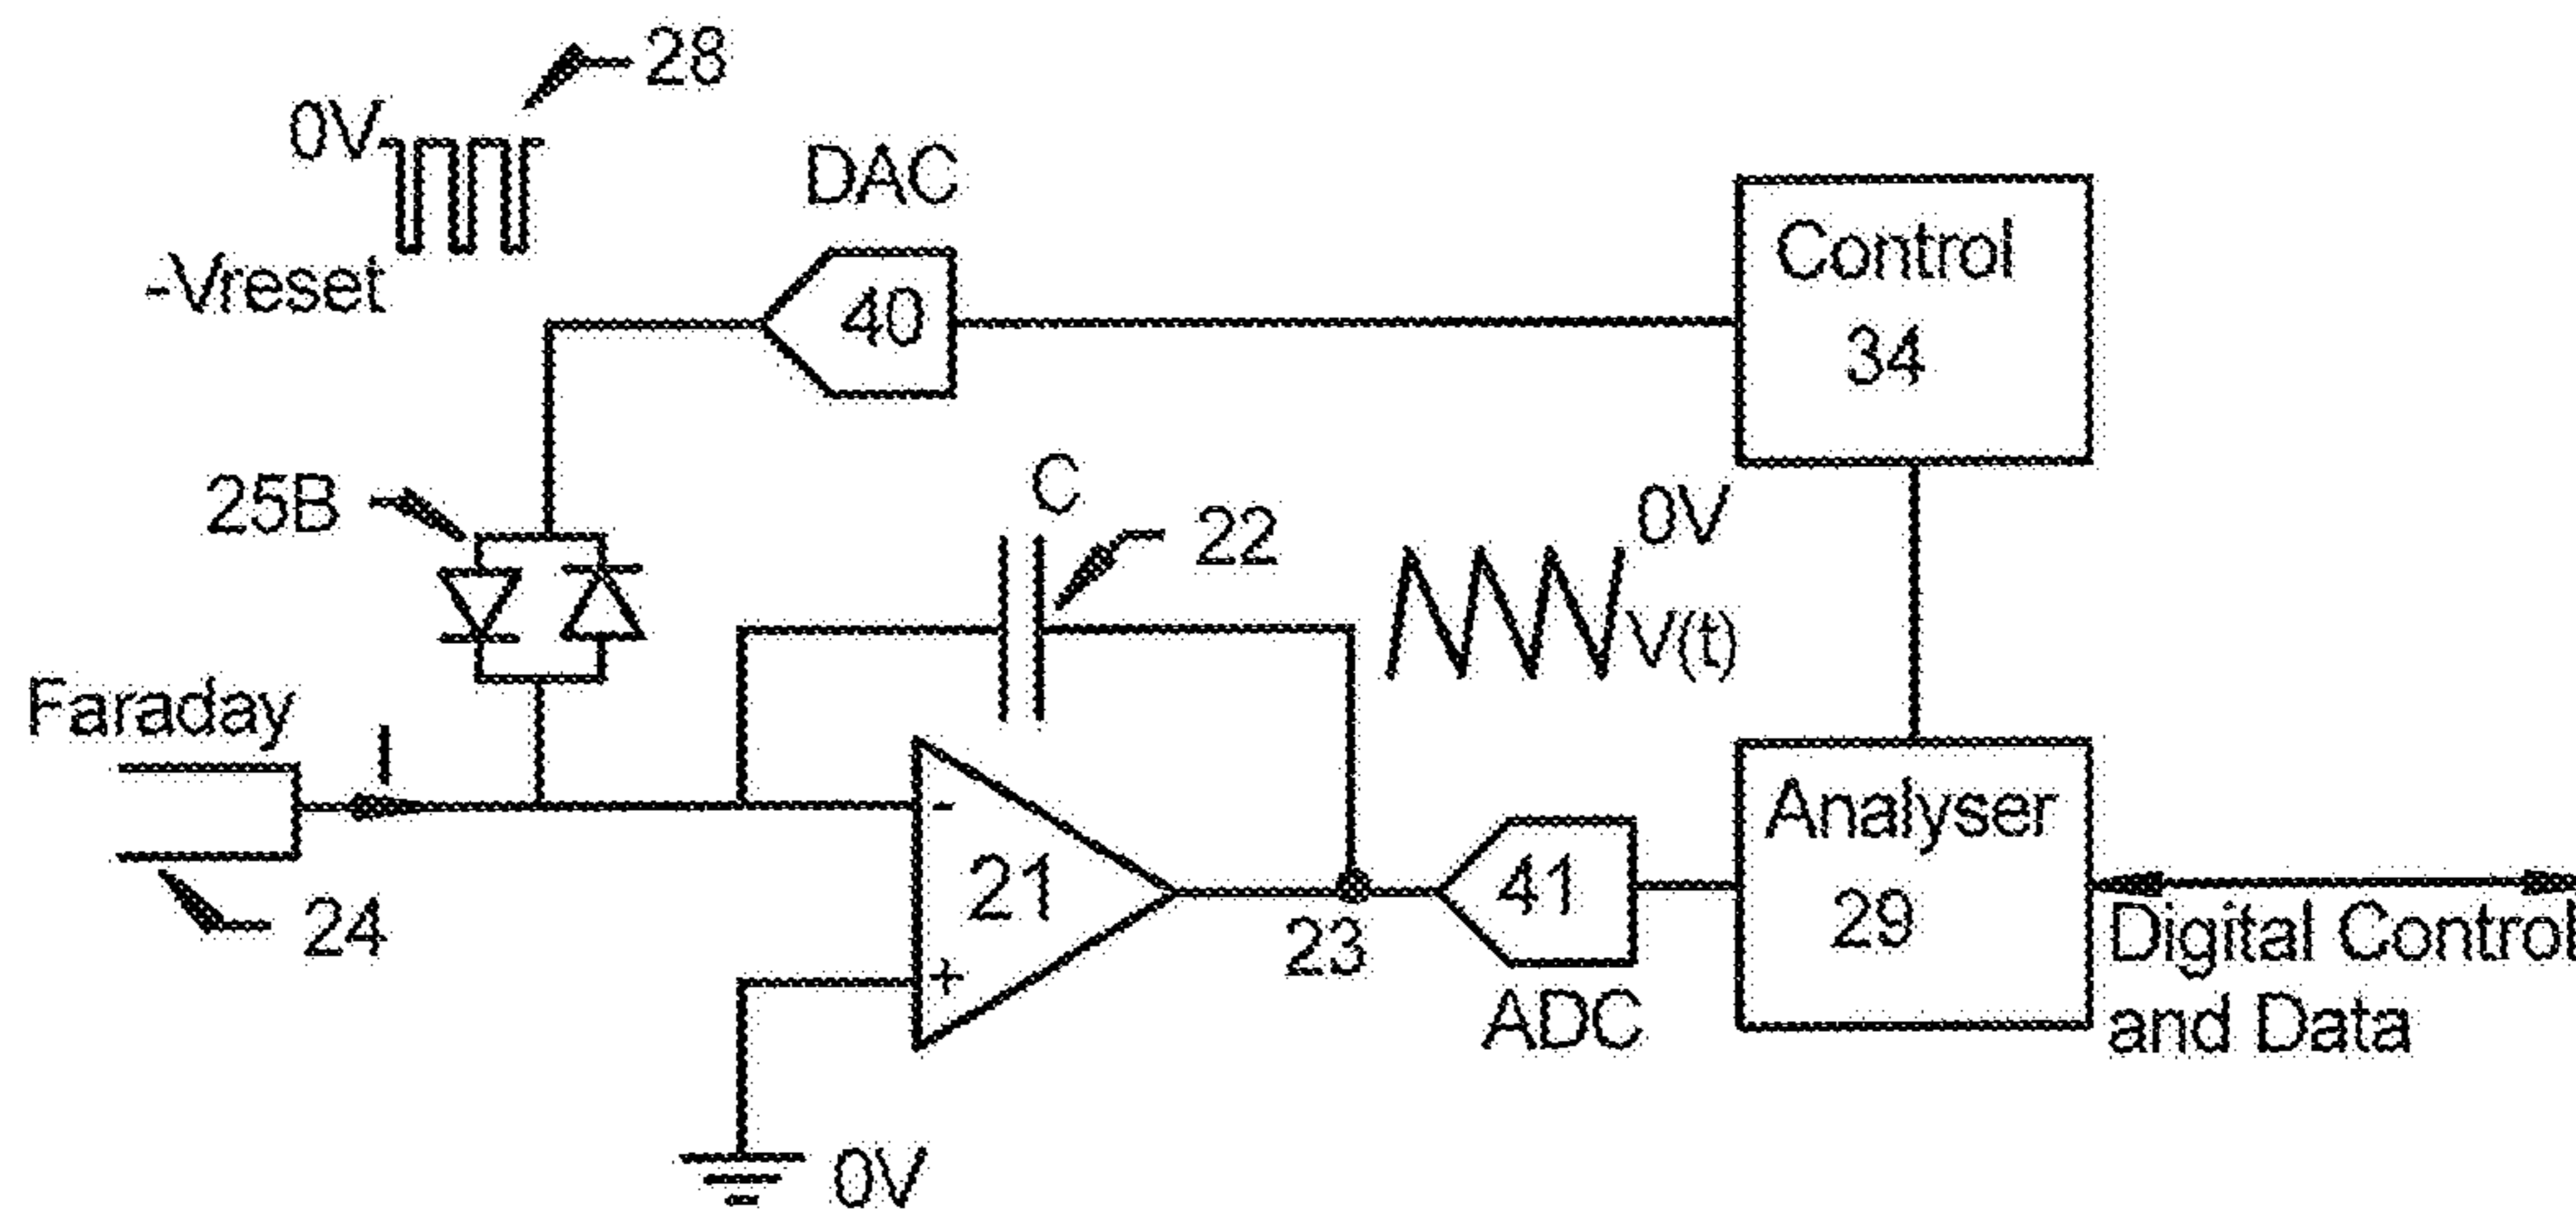 28
0V
-Vreset
DAC
40
Control
34
25B
C
22
0V
V(t)
Faraday
I
24
-
21
+
23
41
ADC
Analyser
29
Digital Control
and Data
0V